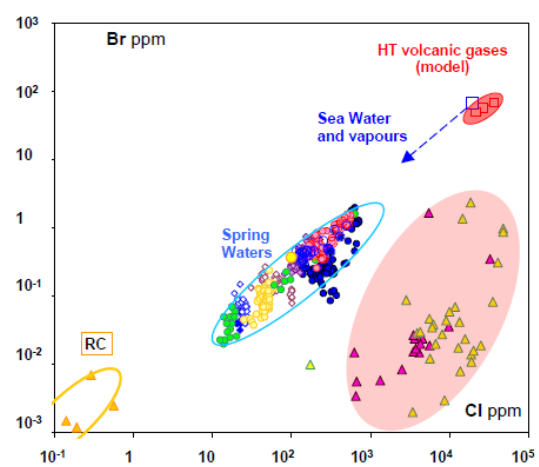 10³
Br ppm
HT volcanic gases
(model)
10²
Sea Water
and vapours
10
1
Spring
Waters
10⁻¹
RC
10⁻²
Cl ppm
10⁻³
10⁻¹ 1 10 10² 10³ 10⁴ 10⁵